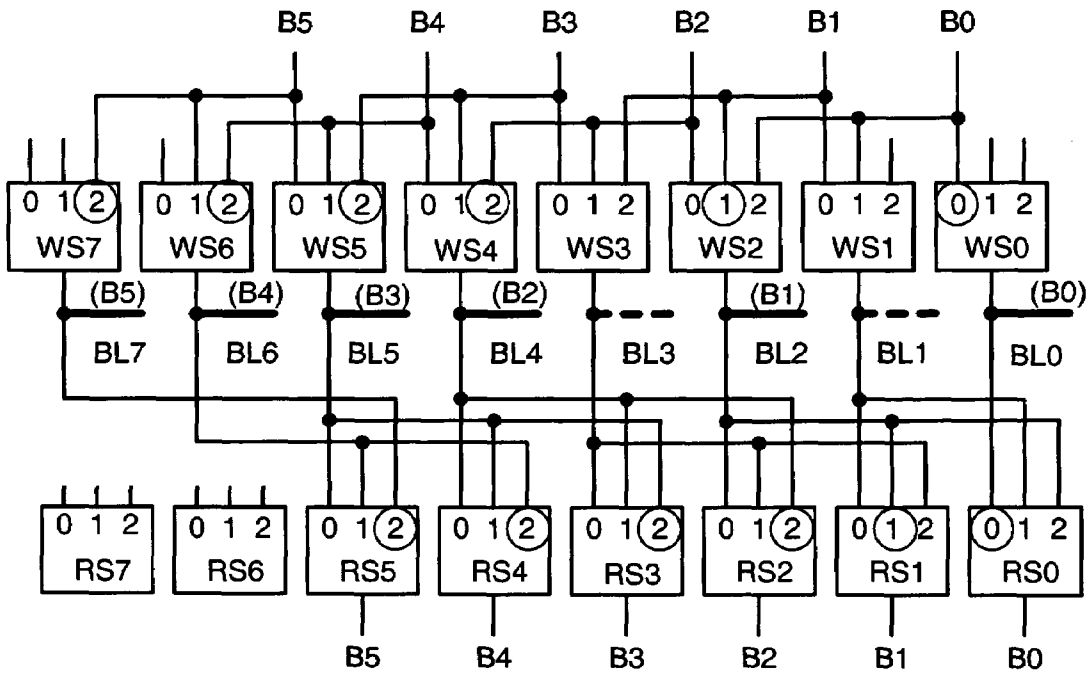 B5 B4 B3 B2 B1 B0
0 1 2 0 1 2 0 1 2 0 1 2 0 1 2 0 1 2 0 1 2 0 1 2
WS7 WS6 WS5 WS4 WS3 WS2 WS1 WS0
(B5) (B4) (B3) (B2) (B1) (B0)
BL7 BL6 BL5 BL4 BL3 BL2 BL1 BL0
0 1 2 0 1 2 0 1 2 0 1 2 0 1 2 0 1 2 0 1 2 0 1 2
RS7 RS6 RS5 RS4 RS3 RS2 RS1 RS0
B5 B4 B3 B2 B1 B0